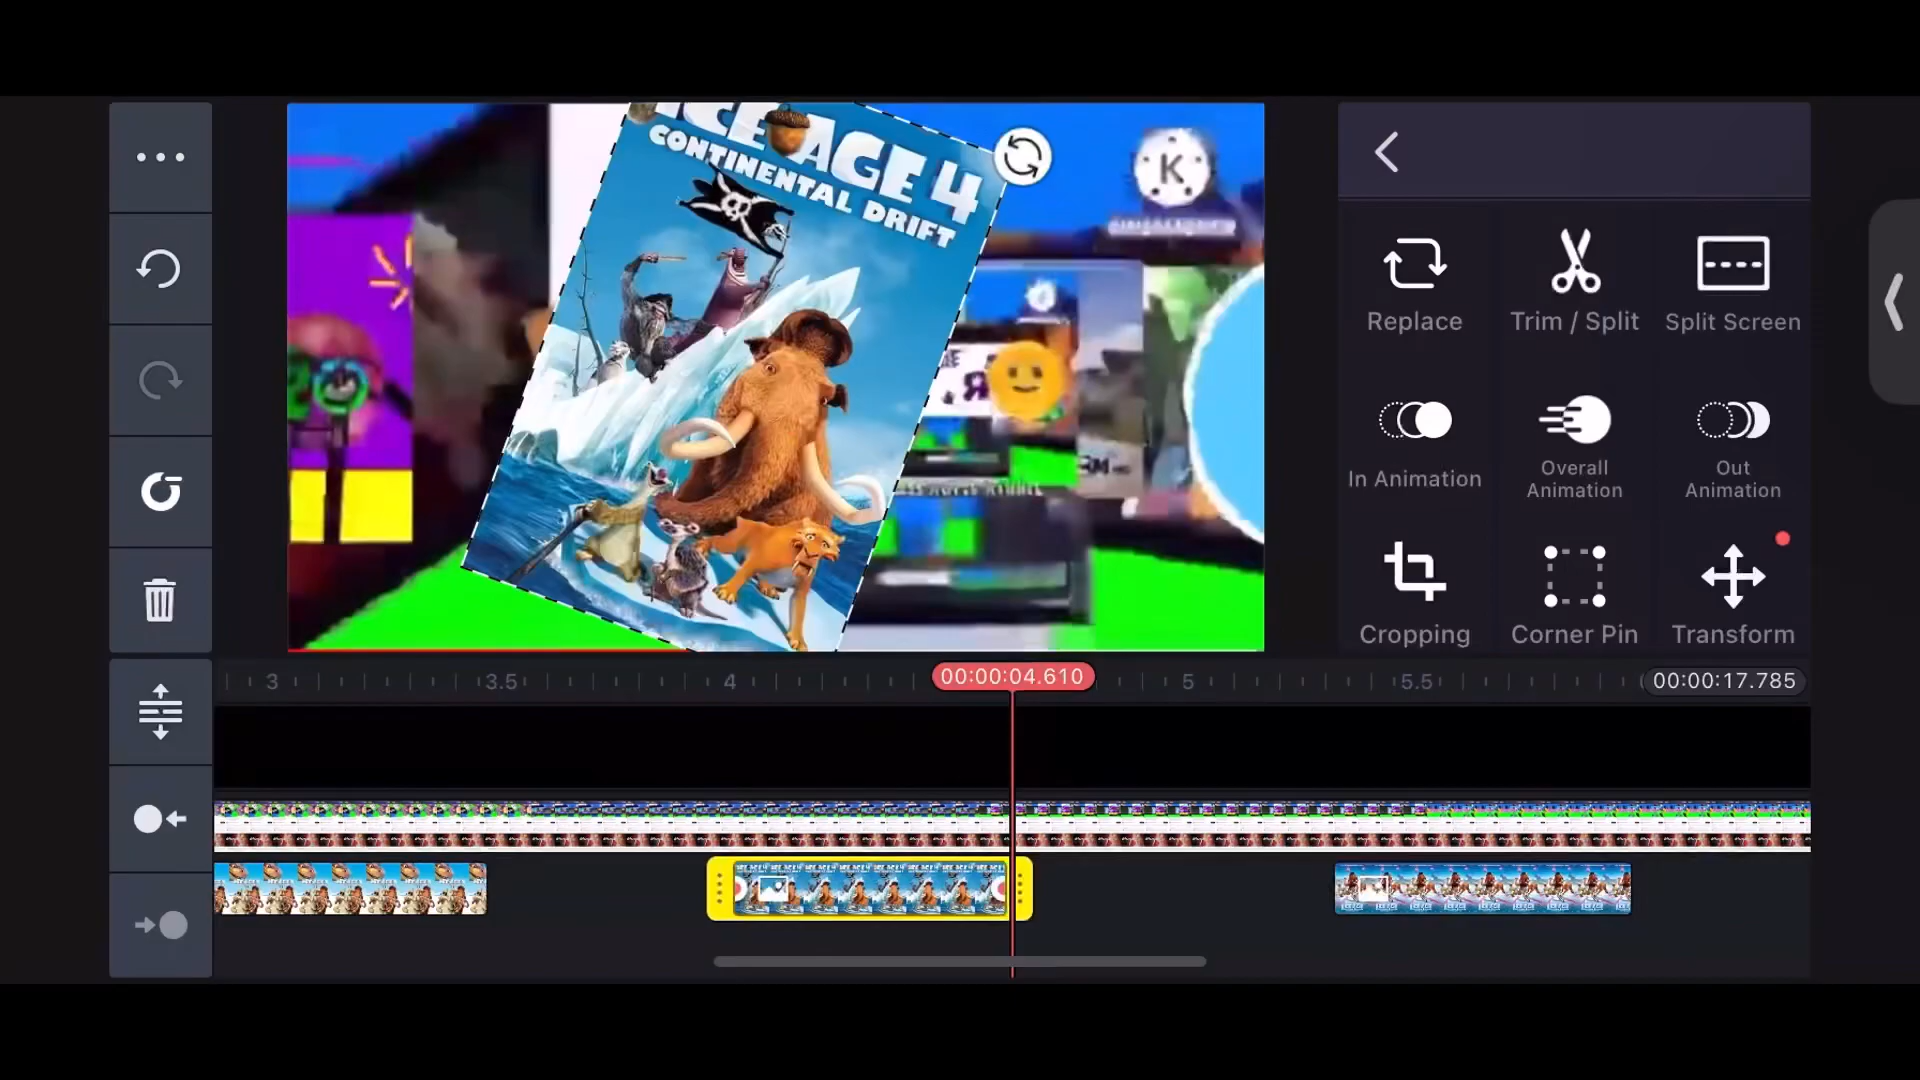 ICE AGE 4
CONTINENTAL DRIFT
K
Replace
Trim / Split
Split Screen
In Animation
Overall
Animation
Out
Animation
Cropping
Corner Pin
Transform
3
3.5
4
00:00:04.610
5
5.5
00:00:17.785